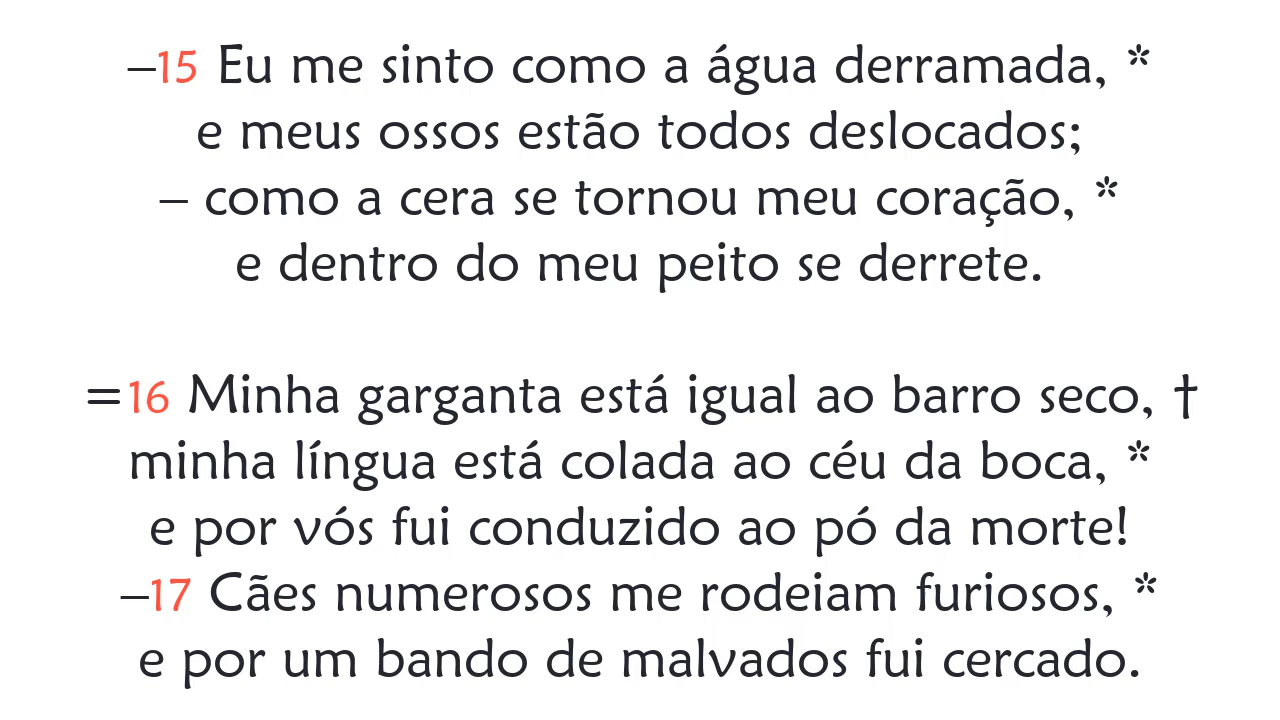 –15 Eu me sinto como a água derramada, *
e meus ossos estão todos deslocados;
– como a cera se tornou meu coração, *
e dentro do meu peito se derrete.
=16 Minha garganta está igual ao barro seco, †
minha língua está colada ao céu da boca, *
e por vós fui conduzido ao pó da morte!
–17 Cães numerosos me rodeiam furiosos, *
e por um bando de malvados fui cercado.